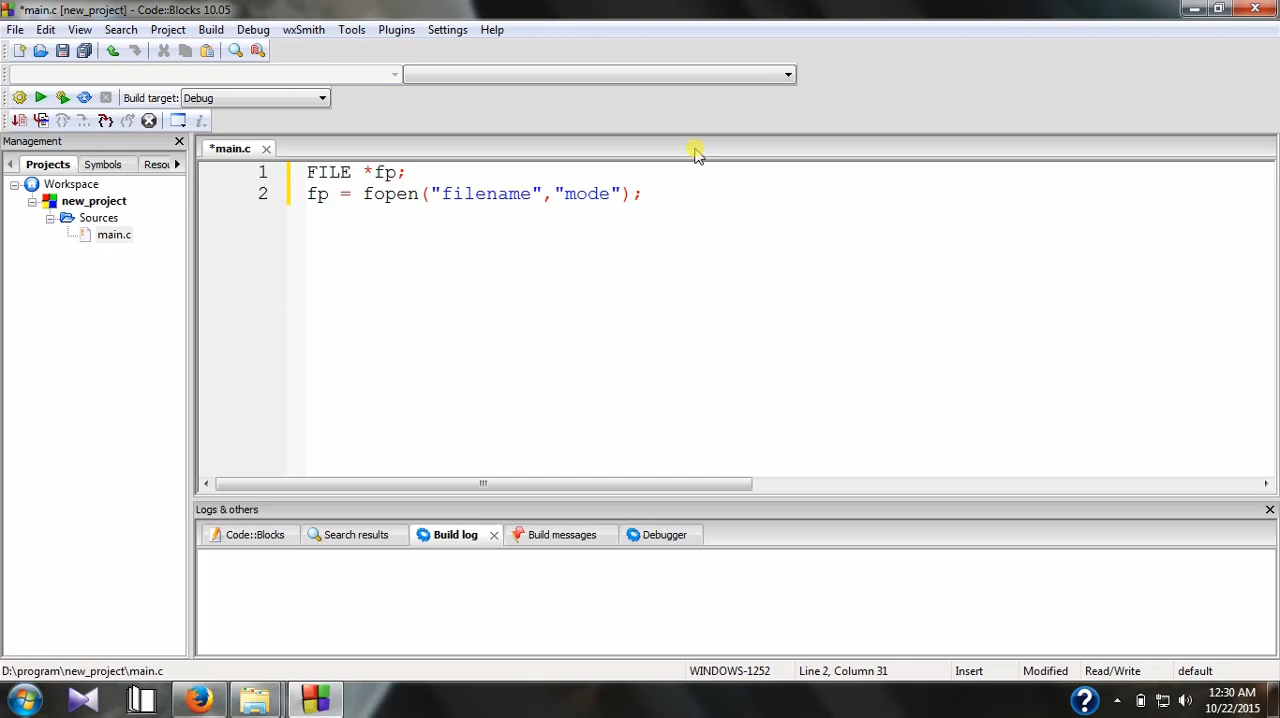 *main.c [new_project] - Code::Blocks 10.05
File Edit View Search Project Build Debug wxSmith Tools Plugins Settings Help
Build target: Debug
Management
Projects Symbols Resou
*main.c
Workspace
new_project
Sources
main.c
1 FILE *fp;
2 fp = fopen("filename","mode");
Logs & others
Code::Blocks Search results Build log Build messages Debugger
D:\program\new_project\main.c WINDOWS-1252 Line 2, Column 31 Insert Modified Read/Write default
12:30 AM
10/22/2015